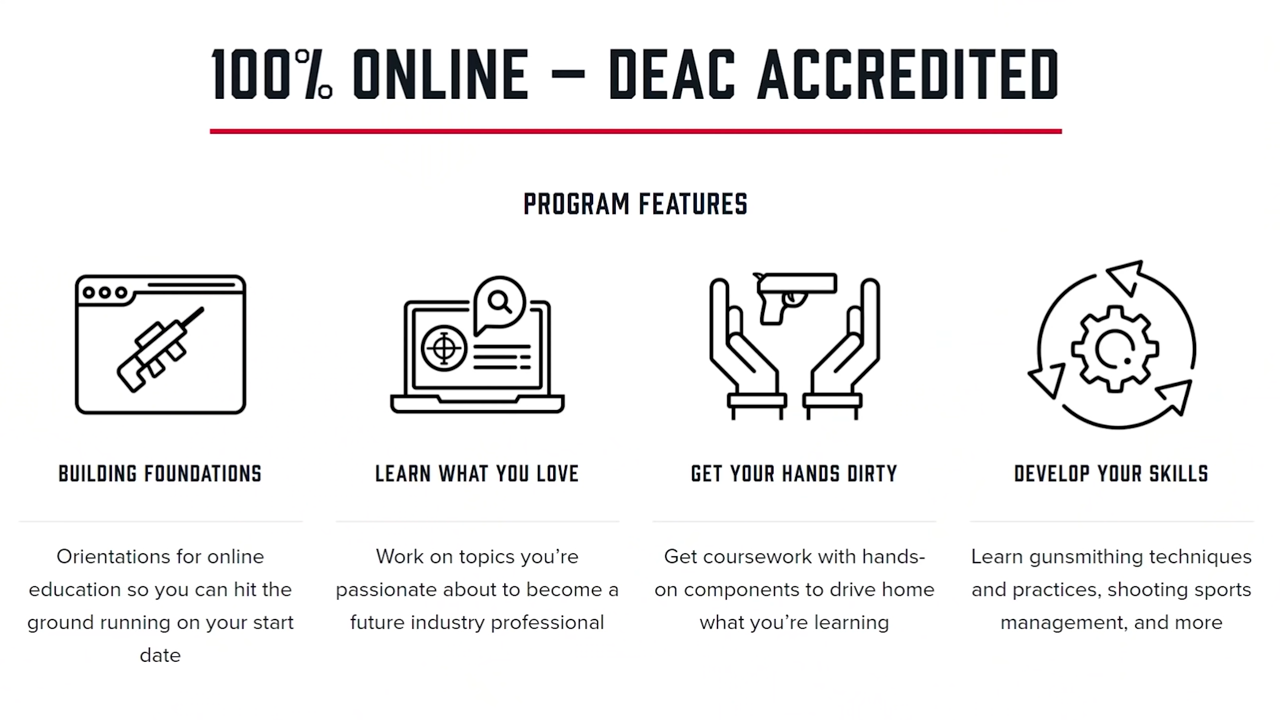 100% ONLINE – DEAC ACCREDITED
PROGRAM FEATURES
BUILDING FOUNDATIONS
Orientations for online
education so you can hit the
ground running on your start
date
LEARN WHAT YOU LOVE
Work on topics you’re
passionate about to become a
future industry professional
GET YOUR HANDS DIRTY
Get coursework with hands-
on components to drive home
what you’re learning
DEVELOP YOUR SKILLS
Learn gunsmithing techniques
and practices, shooting sports
management, and more